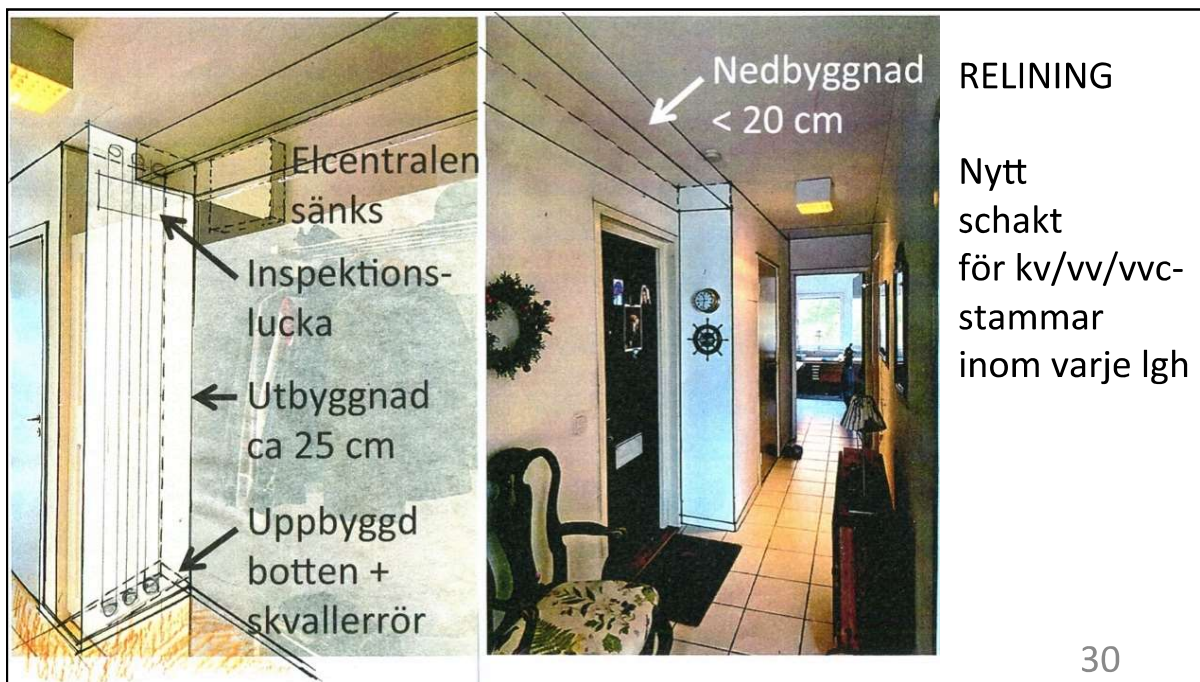 Elcentralen
sänks
Inspektions-
lucka
Utbyggnad
ca 25 cm
Uppbyggd
botten +
skvallerrör
Nedbyggnad
< 20 cm
RELINING
Nytt
schakt
för kv/vv/vvc-
stammar
inom varje lgh
30